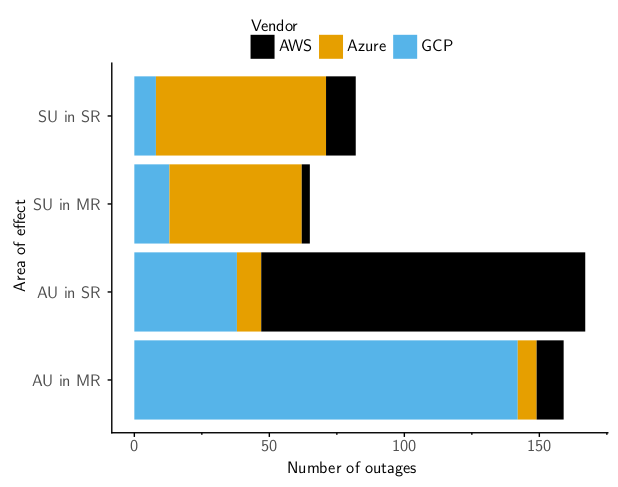 Vendor
AWS Azure GCP
SU in SR
SU in MR
AU in SR
AU in MR
Area of effect
0 50 100 150
Number of outages